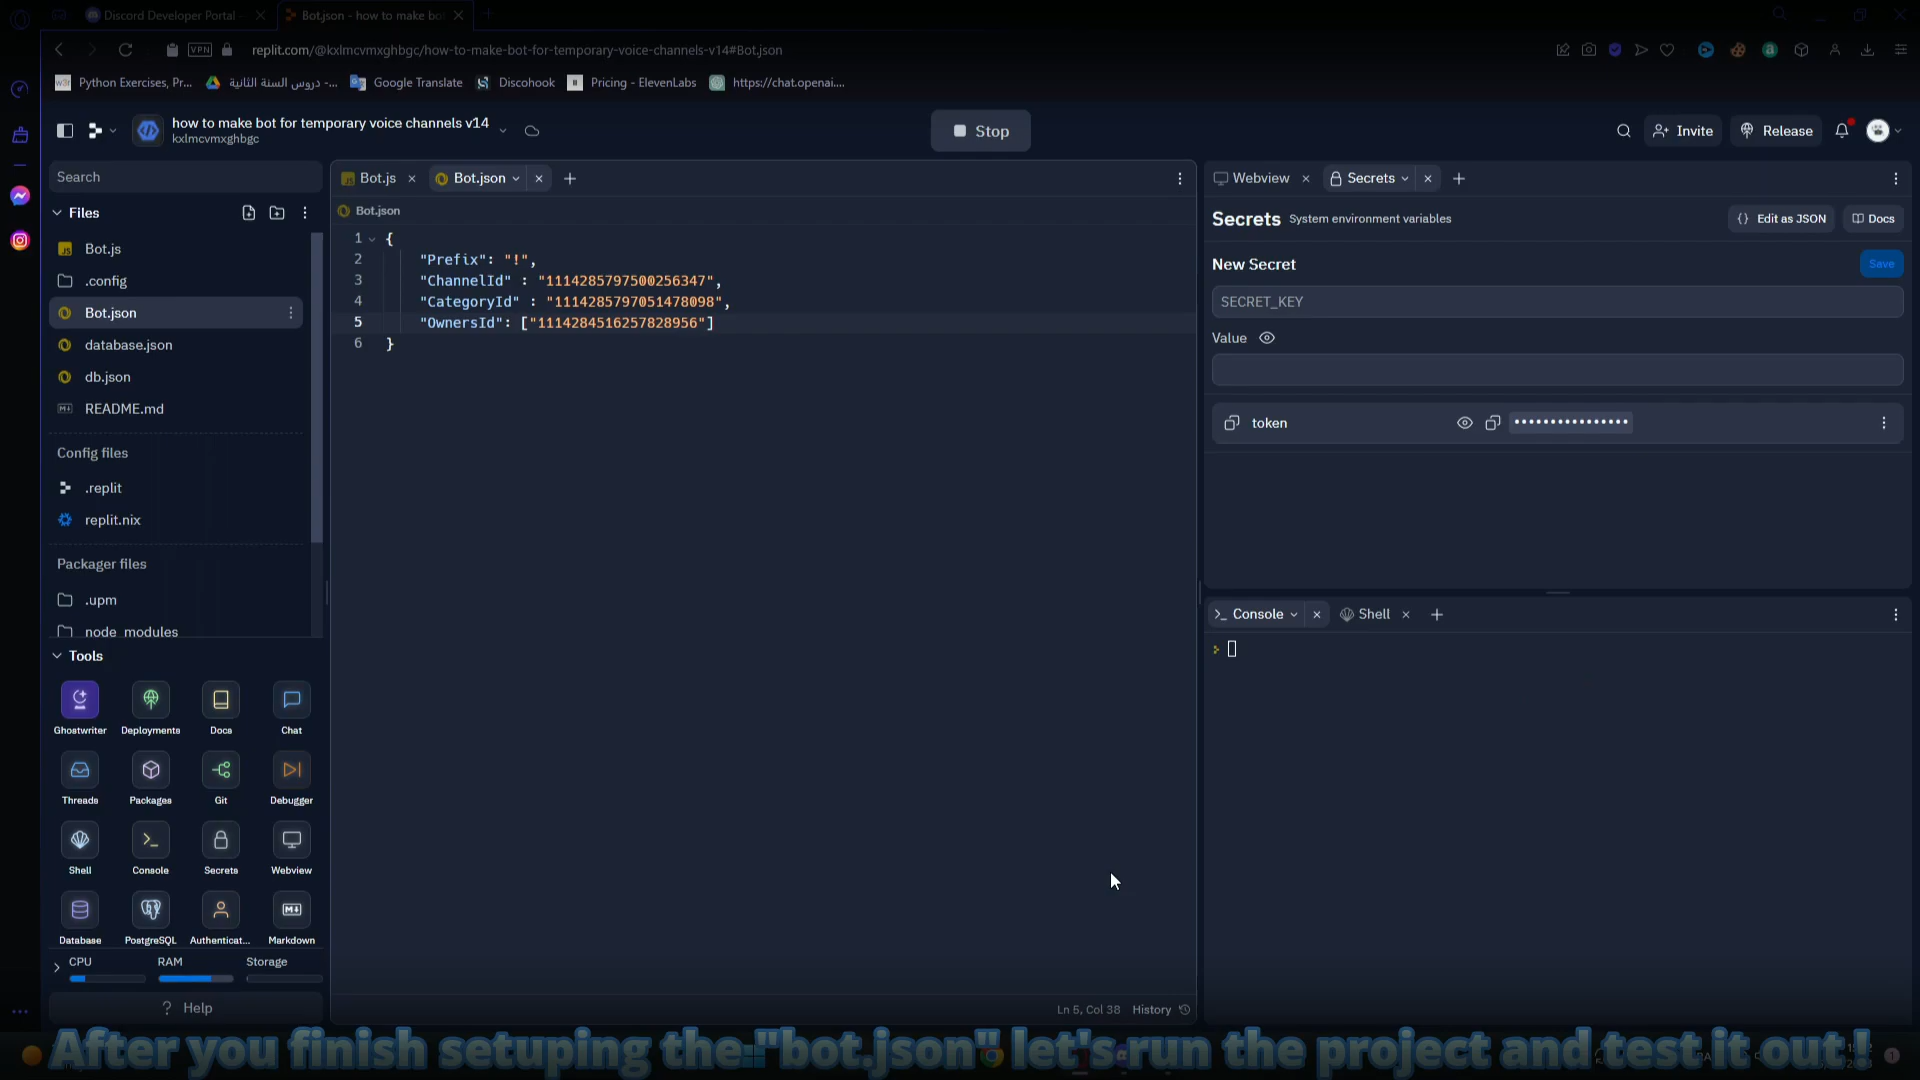 Discord Developer Portal
Bot.json - how to make bo
VPN
replit.com/@kxlmcvmxghbgc/how-to-make-bot-for-temporary-voice-channels-v14#Bot.json
Python Exercises, Pr...
دروس السنة الثانية -...
Google Translate
Discohook
Pricing - ElevenLabs
https://chat.openai....
how to make bot for temporary voice channels v14
kxlmcvmxghbgc
Stop
Invite
Release
Search
Files
Bot.js
.config
Bot.json
database.json
db.json
README.md
Config files
.replit
replit.nix
Packager files
.upm
node_modules
Tools
Ghostwriter
Deployments
Docs
Chat
Threads
Packages
Git
Debugger
Shell
Console
Secrets
Webview
Database
PostgreSQL
Authenticat...
Markdown
CPU
RAM
Storage
? Help
Bot.js
Bot.json
Bot.json
1 {
2 "Prefix": "!",
3 "ChannelId" : "1114285797500256347",
4 "CategoryId" : "1114285797051478098",
5 "OwnersId": ["1114284516257828956"]
6 }
Ln 5, Col 38
History
Webview
Secrets
Secrets
System environment variables
{} Edit as JSON
Docs
New Secret
Save
SECRET_KEY
Value
token
••••••••••••••••
Console
Shell
After you finish setuping the "bot.json" let's run the project and test it out !